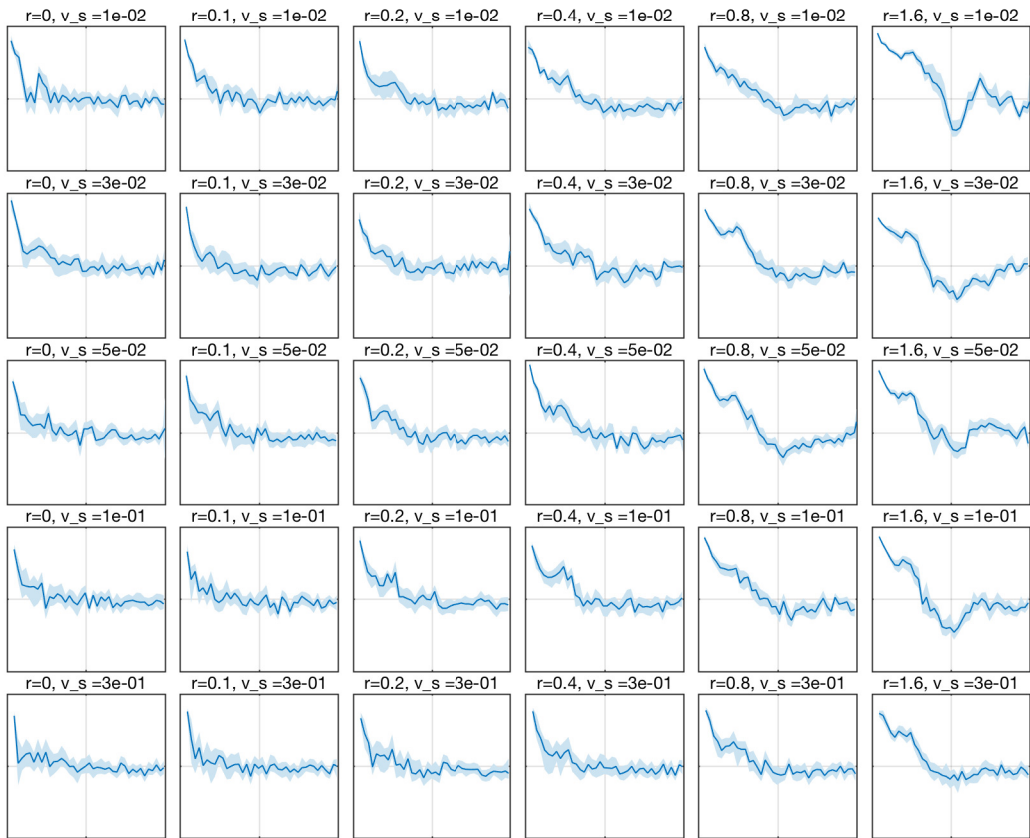 r=0, v_s =1e-02 r=0.1, v_s =1e-02 r=0.2, v_s =1e-02 r=0.4, v_s =1e-02 r=0.8, v_s =1e-02 r=1.6, v_s =1e-02
r=0, v_s =3e-02 r=0.1, v_s =3e-02 r=0.2, v_s =3e-02 r=0.4, v_s =3e-02 r=0.8, v_s =3e-02 r=1.6, v_s =3e-02
r=0, v_s =5e-02 r=0.1, v_s =5e-02 r=0.2, v_s =5e-02 r=0.4, v_s =5e-02 r=0.8, v_s =5e-02 r=1.6, v_s =5e-02
r=0, v_s =1e-01 r=0.1, v_s =1e-01 r=0.2, v_s =1e-01 r=0.4, v_s =1e-01 r=0.8, v_s =1e-01 r=1.6, v_s =1e-01
r=0, v_s =3e-01 r=0.1, v_s =3e-01 r=0.2, v_s =3e-01 r=0.4, v_s =3e-01 r=0.8, v_s =3e-01 r=1.6, v_s =3e-01